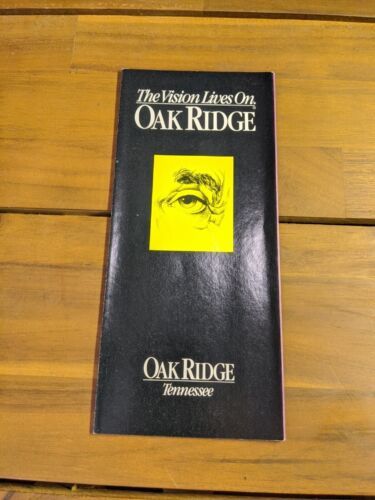 The Vision Lives On.
OAK RIDGE
OAK RIDGE
Tennessee